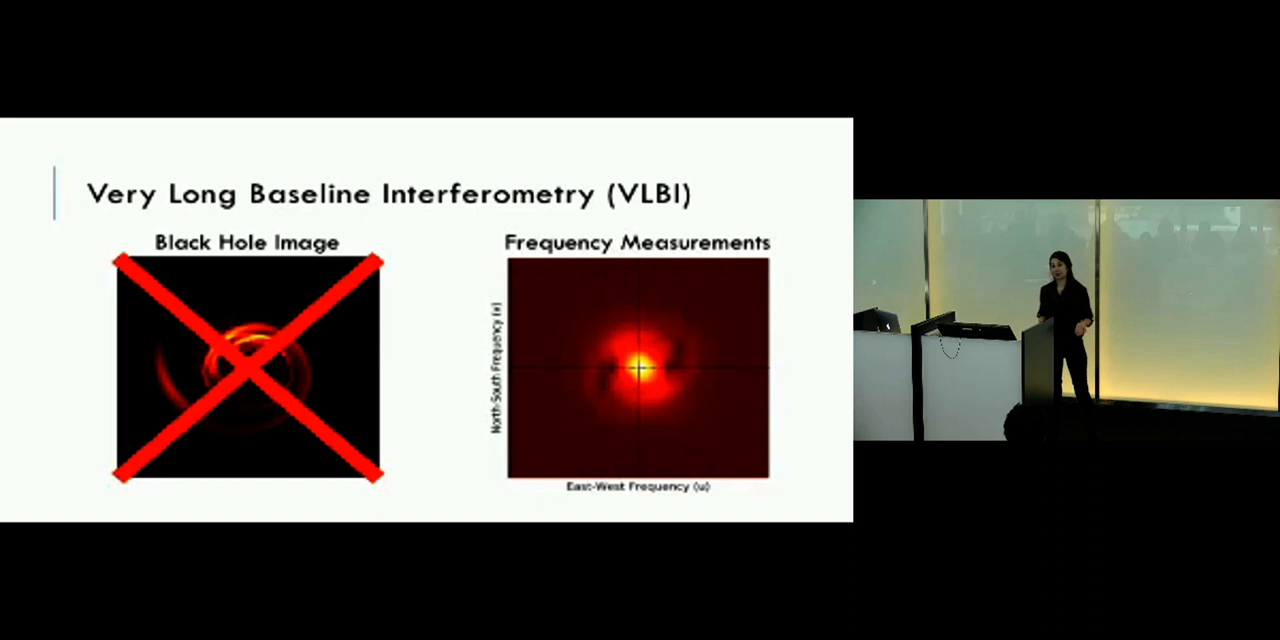 Very Long Baseline Interferometry (VLBI)
Black Hole Image
Frequency Measurements
North-South Frequency (v)
East-West Frequency (u)